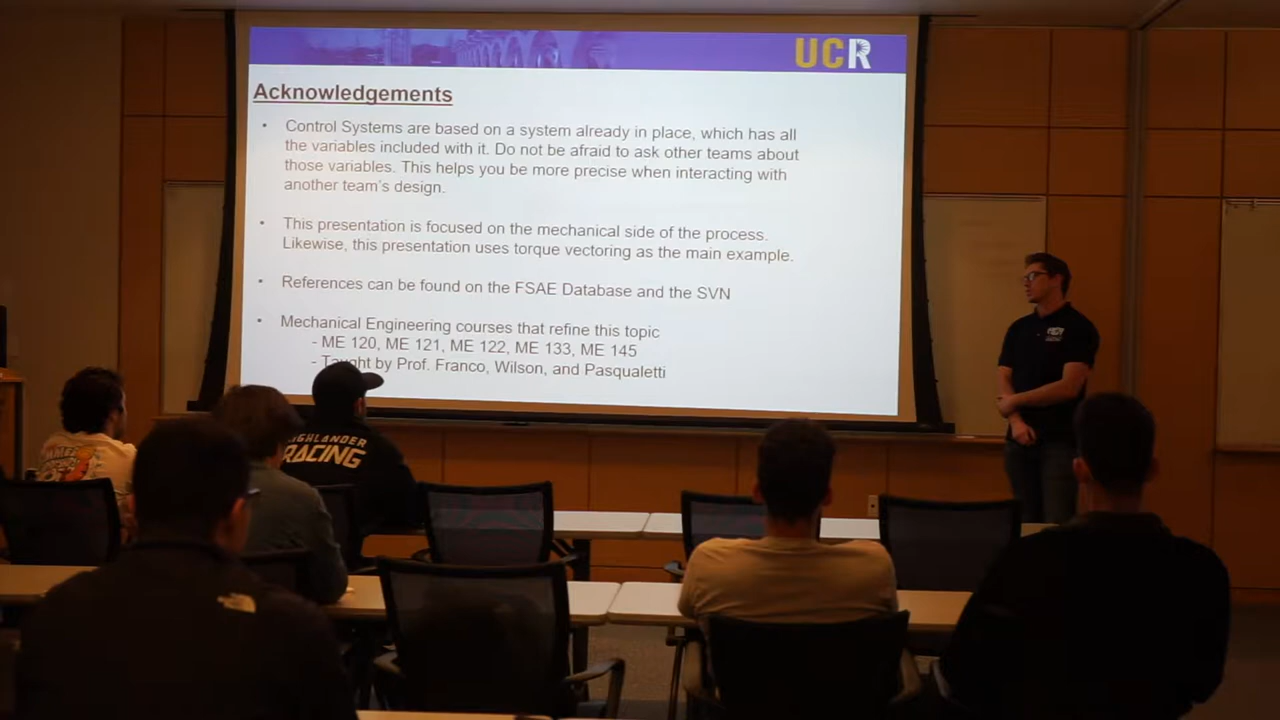 UCR
Acknowledgements
• Control Systems are based on a system already in place, which has all
the variables included with it. Do not be afraid to ask other teams about
those variables. This helps you be more precise when interacting with
another team's design.
• This presentation is focused on the mechanical side of the process.
Likewise, this presentation uses torque vectoring as the main example.
• References can be found on the FSAE Database and the SVN
• Mechanical Engineering courses that refine this topic
- ME 120, ME 121, ME 122, ME 133, ME 145
- Taught by Prof. Franco, Wilson, and Pasqualetti
HIGHLANDER
RACING